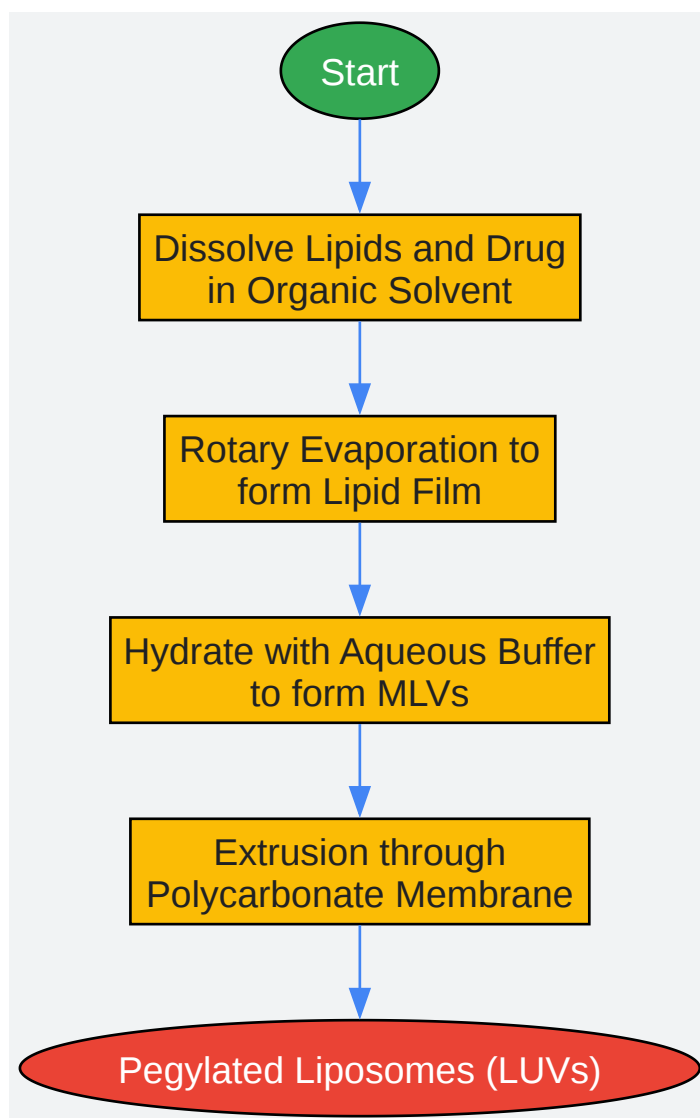 Start
Dissolve Lipids and Drug
in Organic Solvent
Rotary Evaporation to
form Lipid Film
Hydrate with Aqueous Buffer
to form MLVs
Extrusion through
Polycarbonate Membrane
Pegylated Liposomes (LUVs)